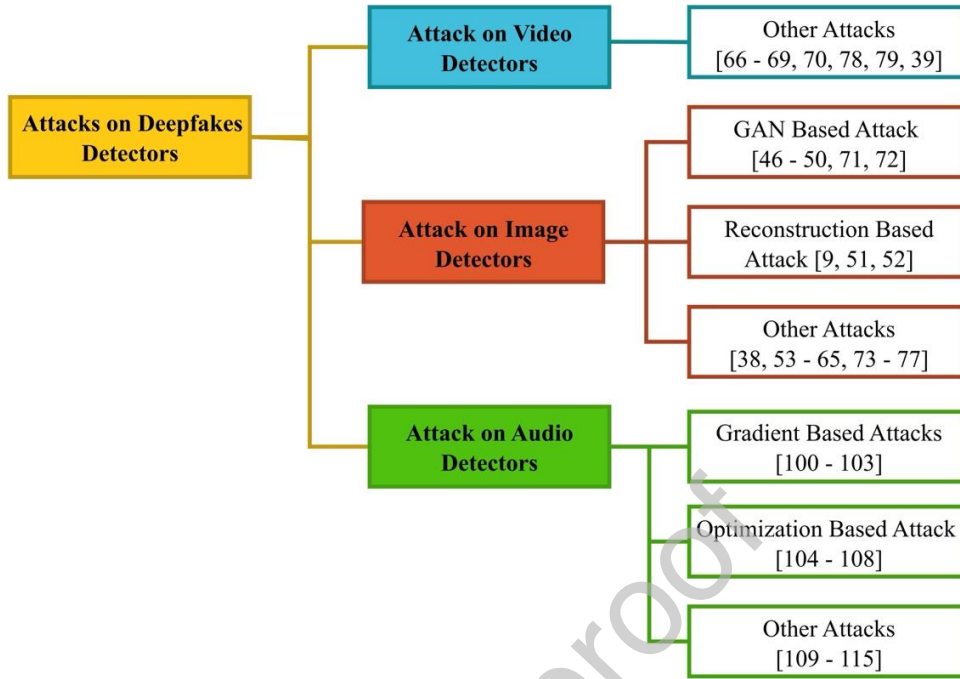 Attacks on Deepfakes
Detectors
Attack on Video
Detectors
Other Attacks
[66 - 69, 70, 78, 79, 39]
Attack on Image
Detectors
GAN Based Attack
[46 - 50, 71, 72]
Reconstruction Based
Attack [9, 51, 52]
Other Attacks
[38, 53 - 65, 73 - 77]
Attack on Audio
Detectors
Gradient Based Attacks
[100 - 103]
Optimization Based Attack
[104 - 108]
Other Attacks
[109 - 115]
proof